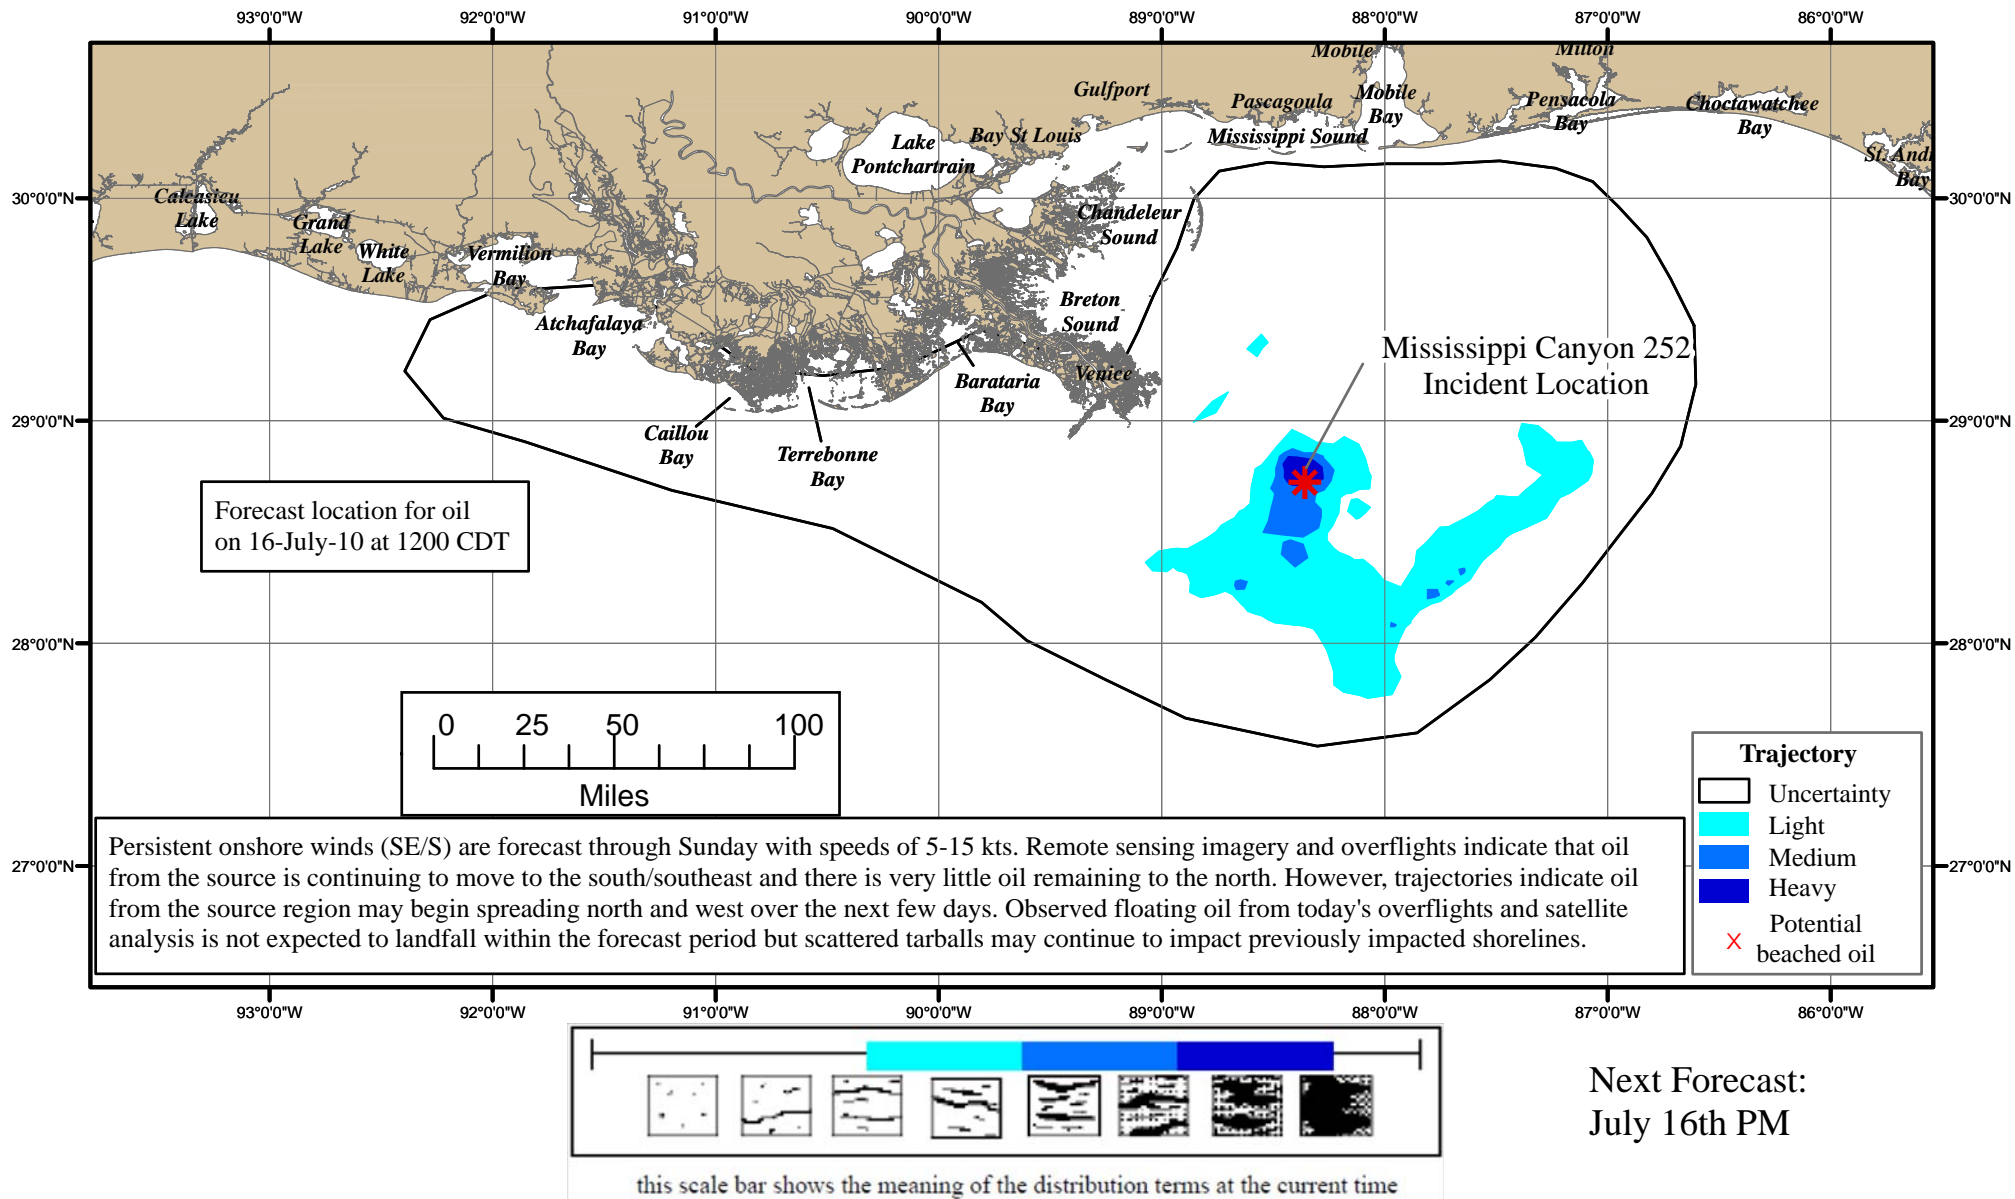 93°0'0"W 92°0'0"W 91°0'0"W 90°0'0"W 89°0'0"W 88°0'0"W 87°0'0"W 86°0'0"W
Mobile
Milton
Gulfport
Pascagoula
Mobile
Bay
Pensacola
Bay
Choctawatchee
Bay
Mississippi Sound
Bay St Louis
Lake
Pontchartrain
St. Andr
Bay
30°0'0"N
30°0'0"N
Calcasieu
Lake
Grand
Lake
White
Lake
Vermilion
Bay
Chandeleur
Sound
Breton
Sound
Atchafalaya
Bay
Venice
Barataria
Bay
Mississippi Canyon 252
Incident Location
29°0'0"N
29°0'0"N
Caillou
Bay
Terrebonne
Bay
Forecast location for oil
on 16-July-10 at 1200 CDT
28°0'0"N
28°0'0"N
0 25 50 100
Miles
Trajectory
Uncertainty
Light
Medium
Heavy
Potential
beached oil
27°0'0"N
27°0'0"N
Persistent onshore winds (SE/S) are forecast through Sunday with speeds of 5-15 kts. Remote sensing imagery and overflights indicate that oil
from the source is continuing to move to the south/southeast and there is very little oil remaining to the north. However, trajectories indicate oil
from the source region may begin spreading north and west over the next few days. Observed floating oil from today's overflights and satellite
analysis is not expected to landfall within the forecast period but scattered tarballs may continue to impact previously impacted shorelines.
93°0'0"W 92°0'0"W 91°0'0"W 90°0'0"W 89°0'0"W 88°0'0"W 87°0'0"W 86°0'0"W
Next Forecast:
July 16th PM
this scale bar shows the meaning of the distribution terms at the current time